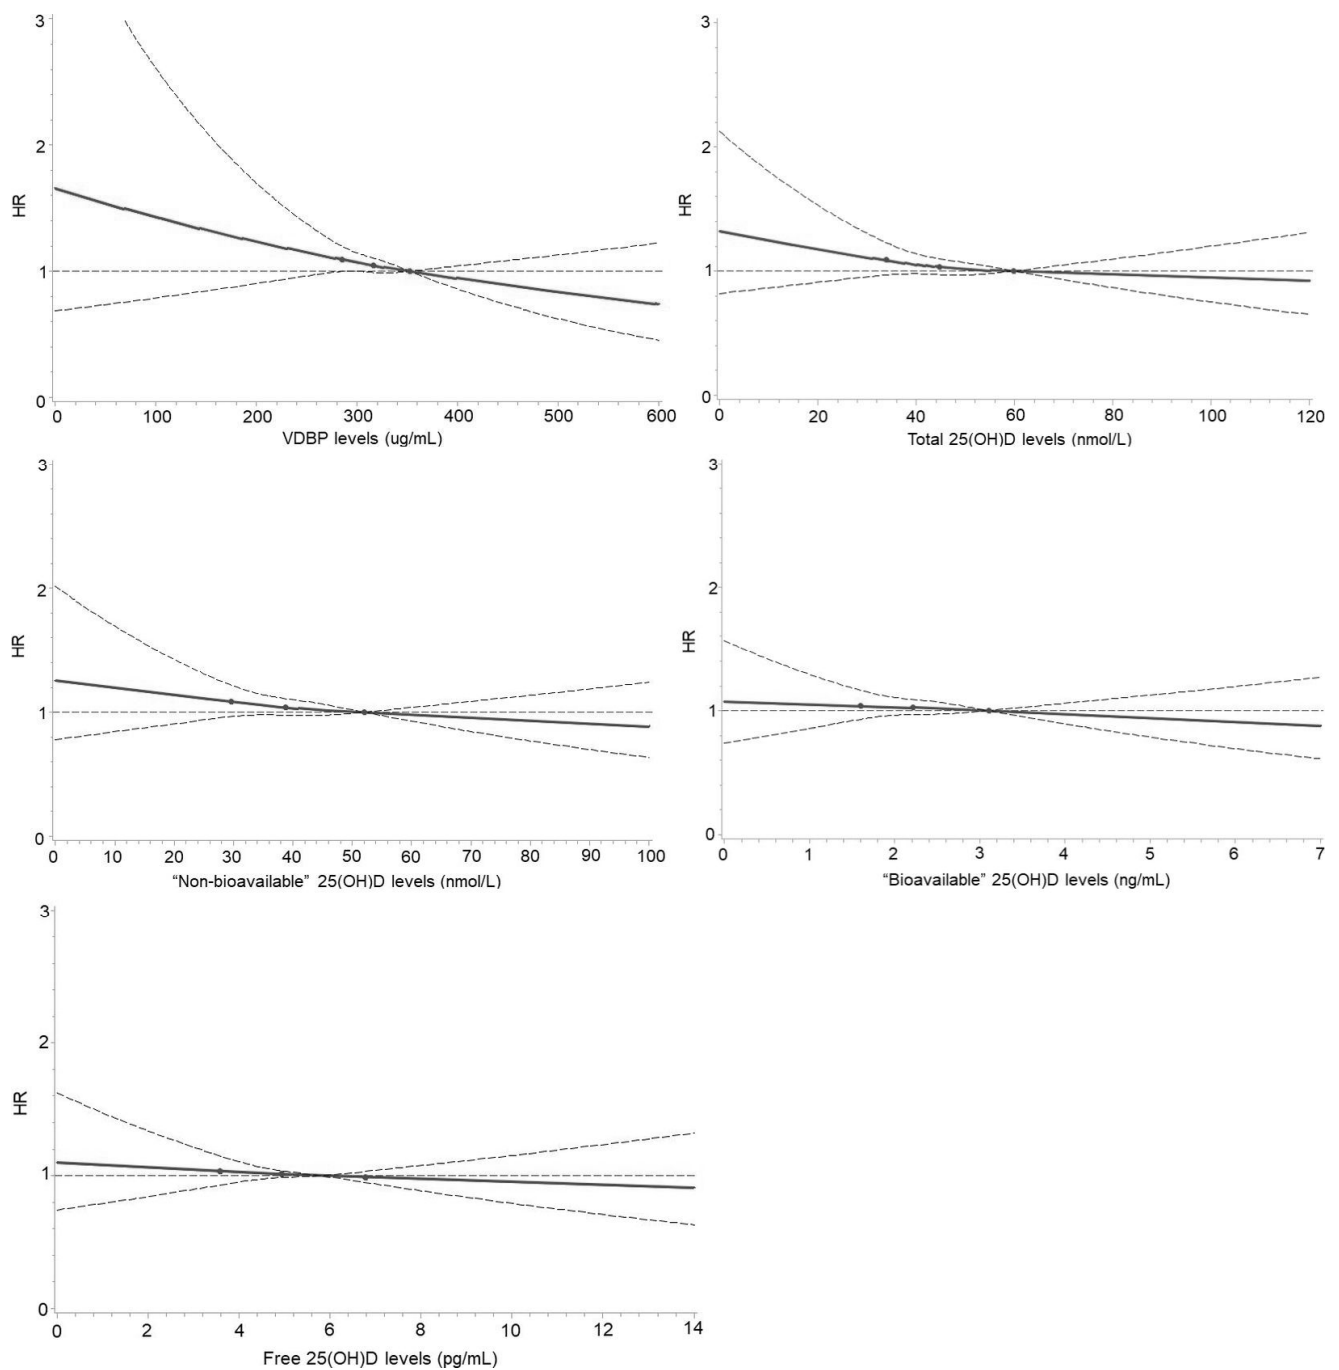 3
2
HR
1
0
0 100 200 300 400 500 600
VDBP levels (ug/mL)
3
2
HR
1
0
0 20 40 60 80 100 120
Total 25(OH)D levels (nmol/L)
3
2
HR
1
0
0 10 20 30 40 50 60 70 80 90 100
“Non-bioavailable” 25(OH)D levels (nmol/L)
3
2
HR
1
0
0 1 2 3 4 5 6 7
“Bioavailable” 25(OH)D levels (ng/mL)
3
2
HR
1
0
0 2 4 6 8 10 12 14
Free 25(OH)D levels (pg/mL)